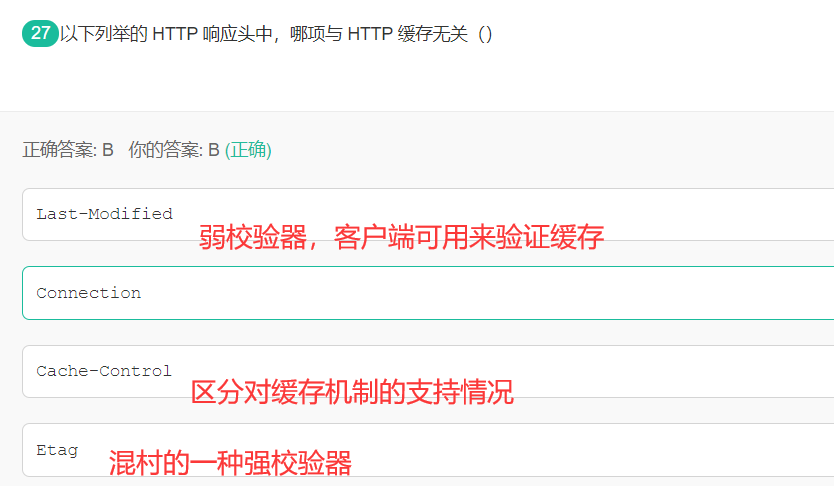 27 以下列举的 HTTP 响应头中，哪项与 HTTP 缓存无关（）
正确答案: B 你的答案: B (正确)
Last-Modified
弱校验器，客户端可用来验证缓存
Connection
Cache-Control
区分对缓存机制的支持情况
Etag
混村的一种强校验器